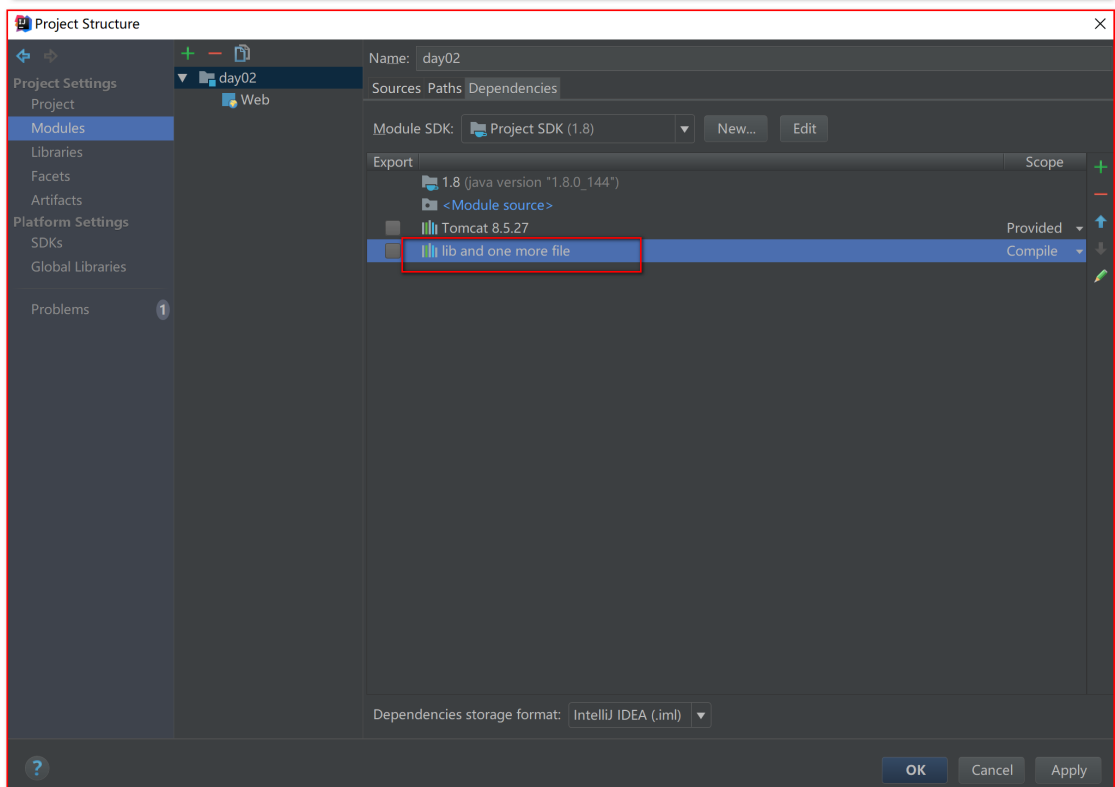 Project Structure
Project Settings
Project
Modules
Libraries
Facets
Artifacts
Platform Settings
SDKs
Global Libraries
Problems 1
day02
Web
Name: day02
Sources Paths Dependencies
Module SDK: Project SDK (1.8) New... Edit
Export Scope
1.8 (java version "1.8.0_144")
<Module source>
Tomcat 8.5.27 Provided
lib and one more file Compile
Dependencies storage format: IntelliJ IDEA (.iml)
? OK Cancel Apply